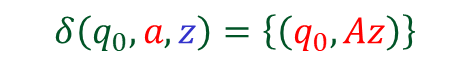 δ(q₀, a, z) = {(q₀, Az)}